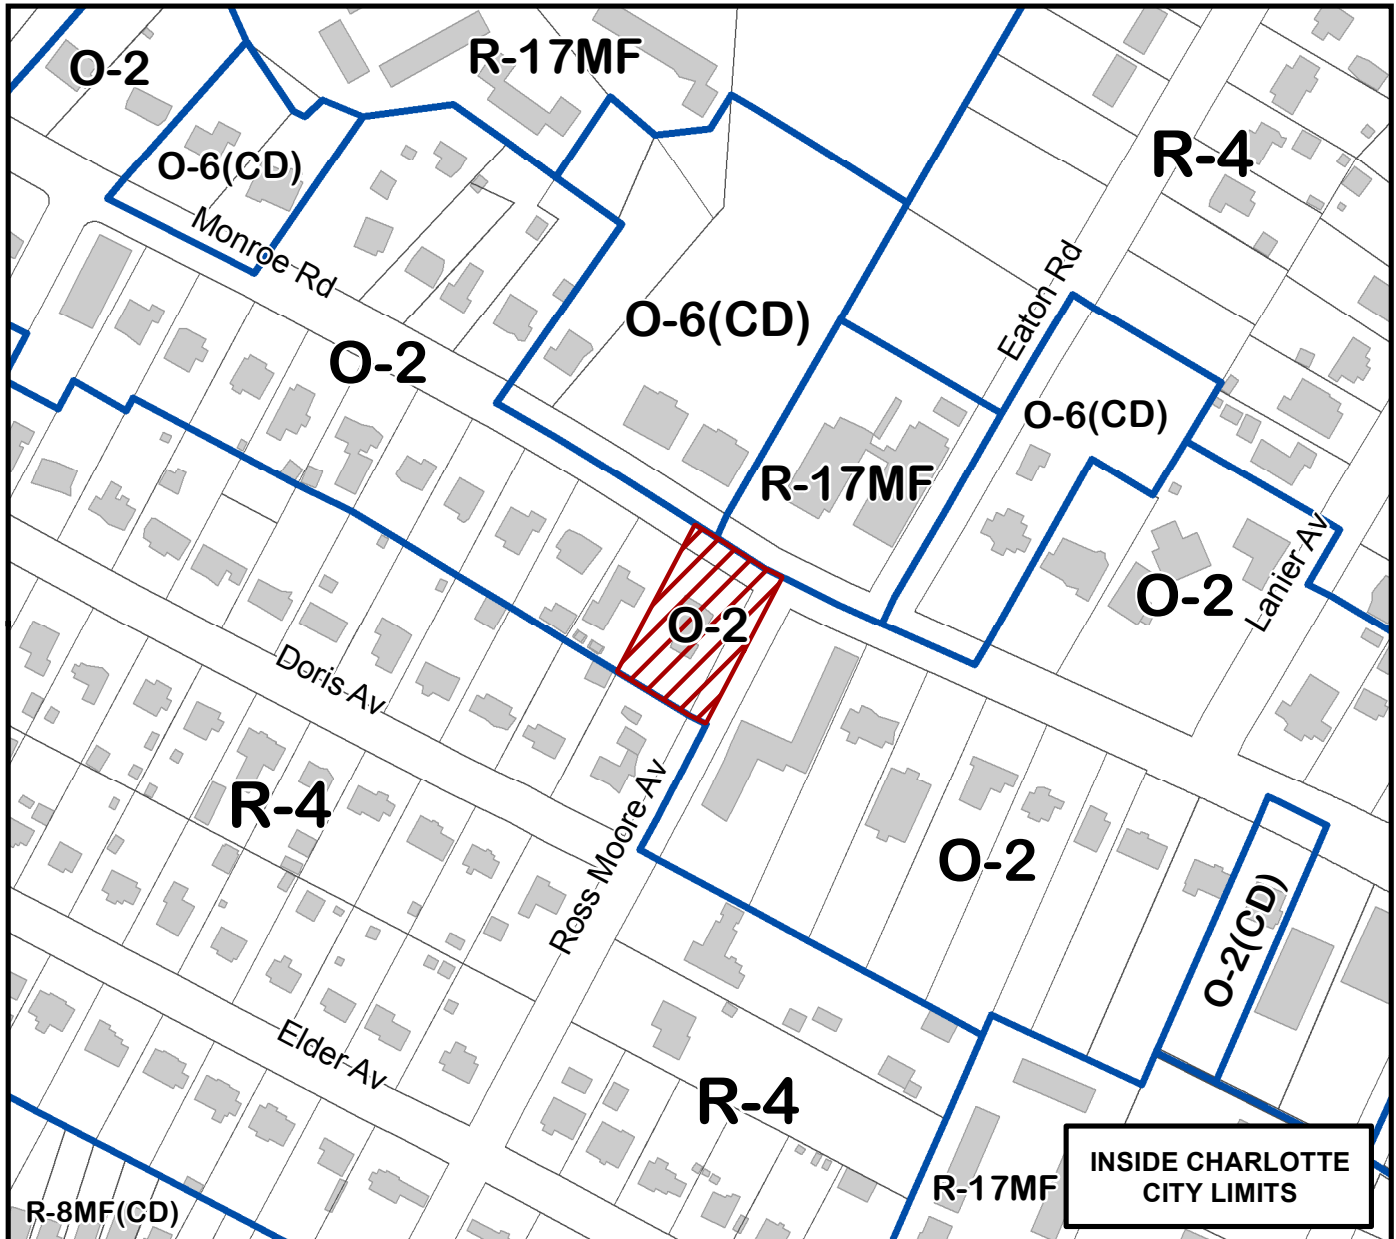 R-17MF
O-2
R-4
O-6(CD)
Monroe Rd
Eaton Rd
O-6(CD)
O-2
O-6(CD)
R-17MF
Lanier Av
O-2
O-2
Doris Av
R-4
Ross Moore Av
O-2
O-2(CD)
Elder Av
R-4
INSIDE CHARLOTTE
CITY LIMITS
R-17MF
R-8MF(CD)